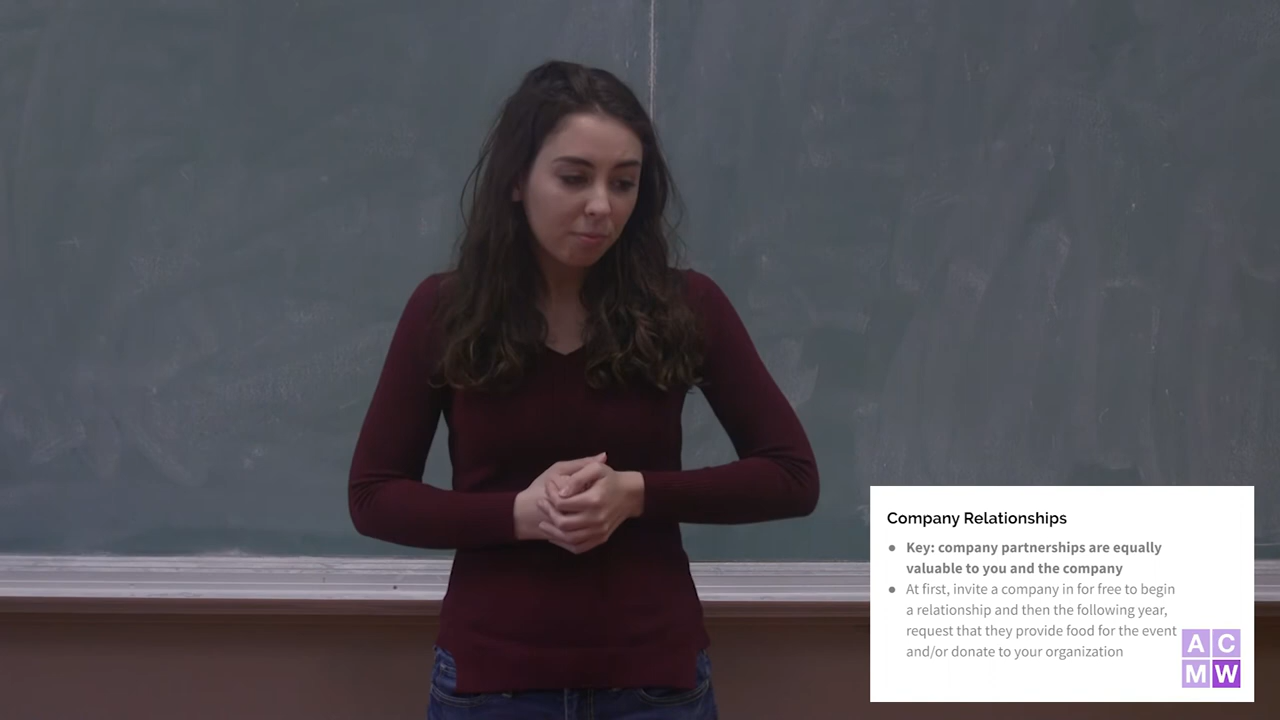 Company Relationships
● Key: company partnerships are equally
valuable to you and the company
● At first, invite a company in for free to begin
a relationship and then the following year,
request that they provide food for the event
and/or donate to your organization
A C
M W